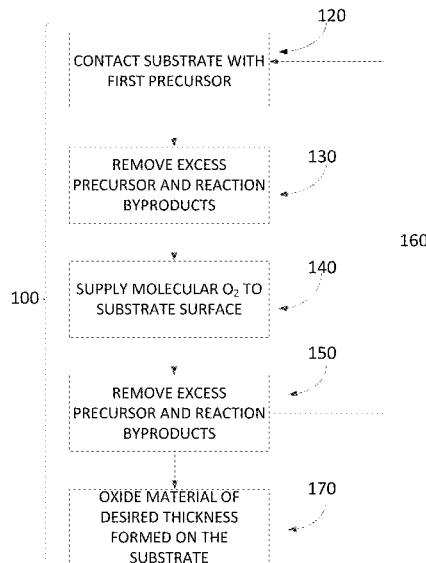 120
CONTACT SUBSTRATE WITH
FIRST PRECURSOR
130
REMOVE EXCESS
PRECURSOR AND REACTION
BYPRODUCTS
160
140
SUPPLY MOLECULAR O₂ TO
SUBSTRATE SURFACE
100
150
REMOVE EXCESS
PRECURSOR AND REACTION
BYPRODUCTS
170
OXIDE MATERIAL OF
DESIRED THICKNESS
FORMED ON THE
SUBSTRATE